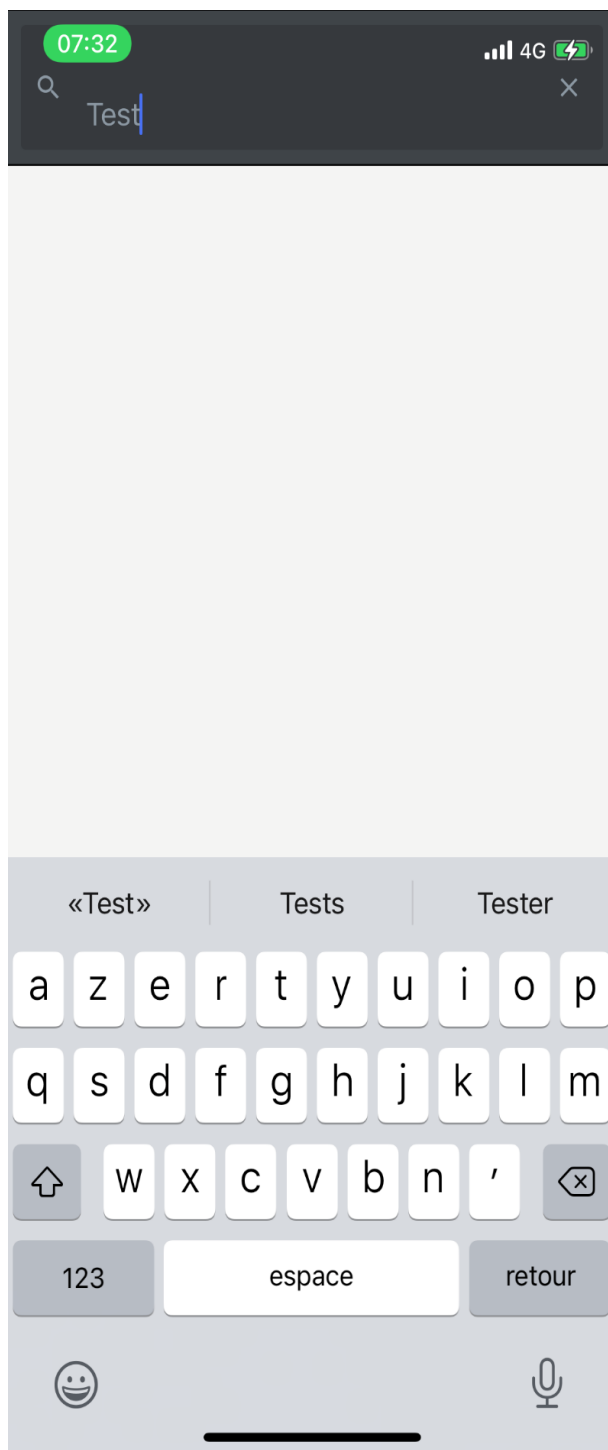 07:32 4G
Test
«Test» Tests Tester
a z e r t y u i o p
q s d f g h j k l m
w x c v b n ′
123 espace retour